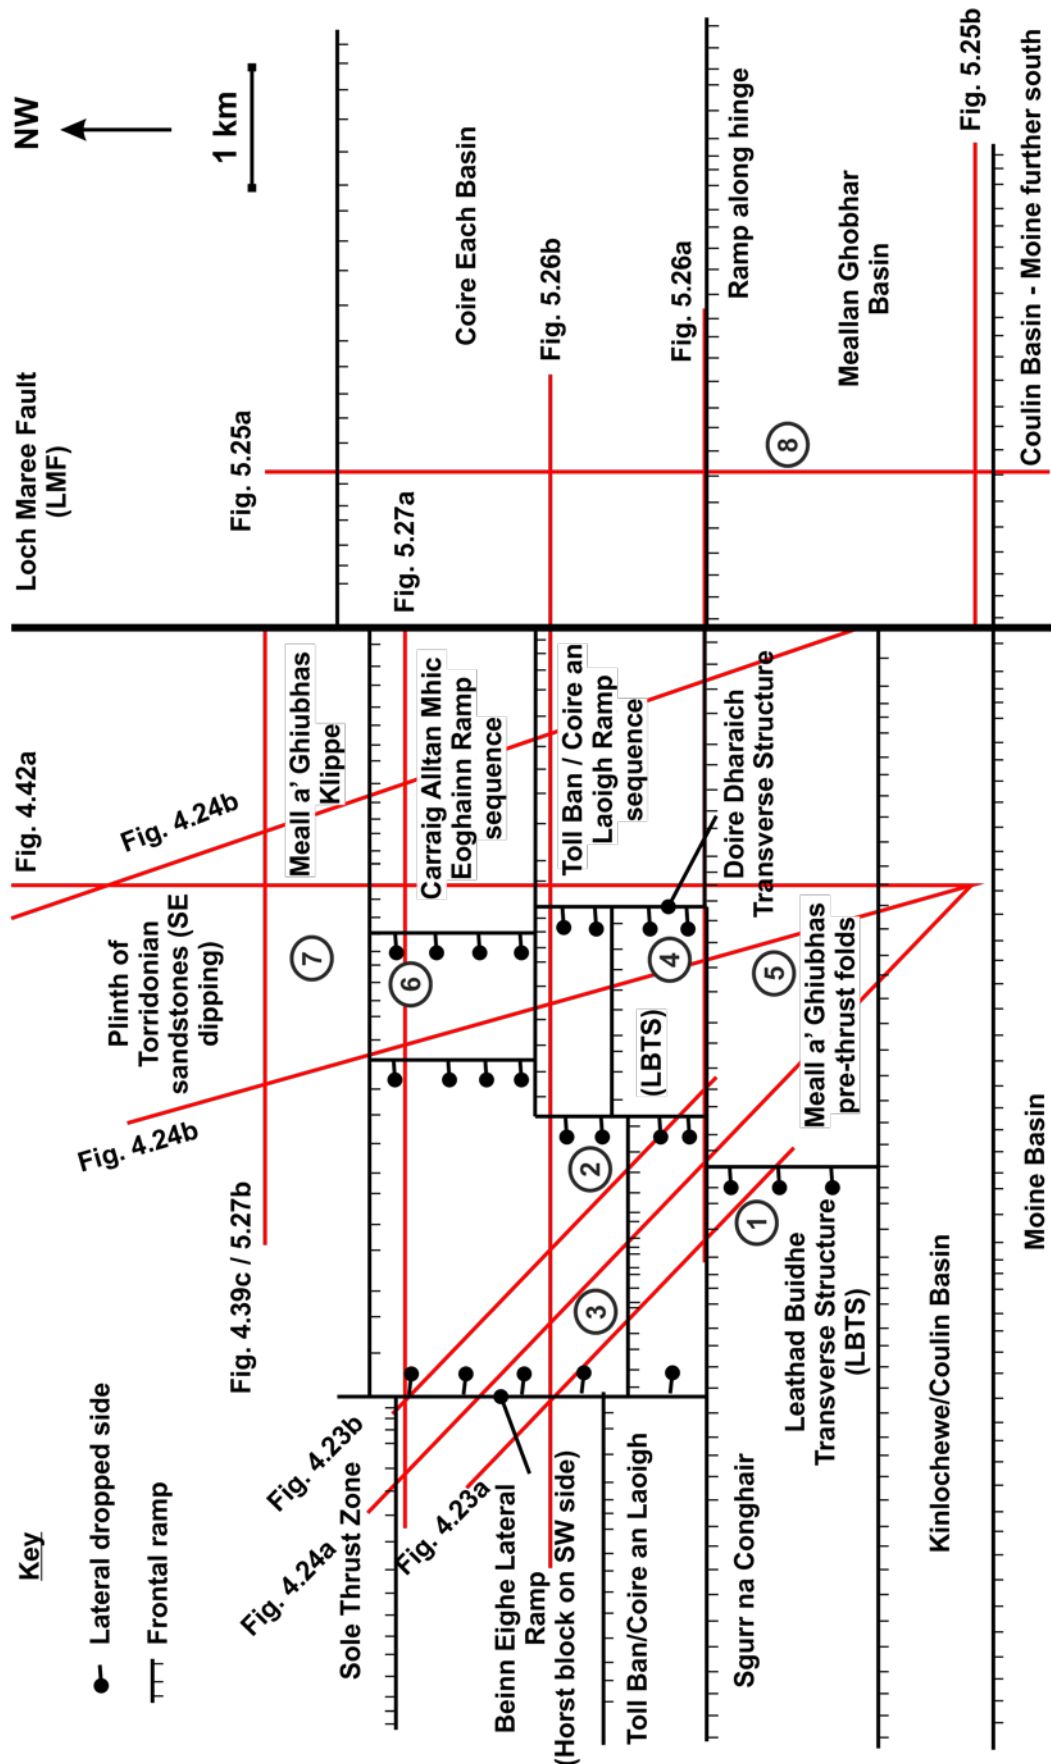 Key
Lateral dropped side
Frontal ramp
Loch Maree Fault
(LMF)
NW
1 km
Fig. 4.42a
Fig. 5.25a
Plinth of
Torridonian
sandstones (SE
dipping)
Fig. 4.24b
Fig. 4.24b
Fig. 4.39c / 5.27b
7
Meall a' Ghiubhas
Klippe
Fig. 5.27a
Coire Each Basin
Fig. 4.23b
Fig. 4.24a
Sole Thrust Zone
Fig. 4.23a
6
Carraig Alltan Mhic
Eoghainn Ramp
sequence
Fig. 5.26b
Beinn Eighe Lateral
Ramp
(Horst block on SW side)
3
2
Toll Ban / Coire an
Laoigh Ramp
sequence
Toll Ban/Coire an Laoigh
(LBTS)
4
Fig. 5.26a
Doire Dharaich
Transverse Structure
Ramp along hinge
Sgurr na Conghair
1
5
8
Leathad Buidhe
Transverse Structure
(LBTS)
Meall a' Ghiubhas
pre-thrust folds
Meallan Ghobhar
Basin
Kinlochewe/Coulin Basin
Fig. 5.25b
Moine Basin
Coulin Basin - Moine further south